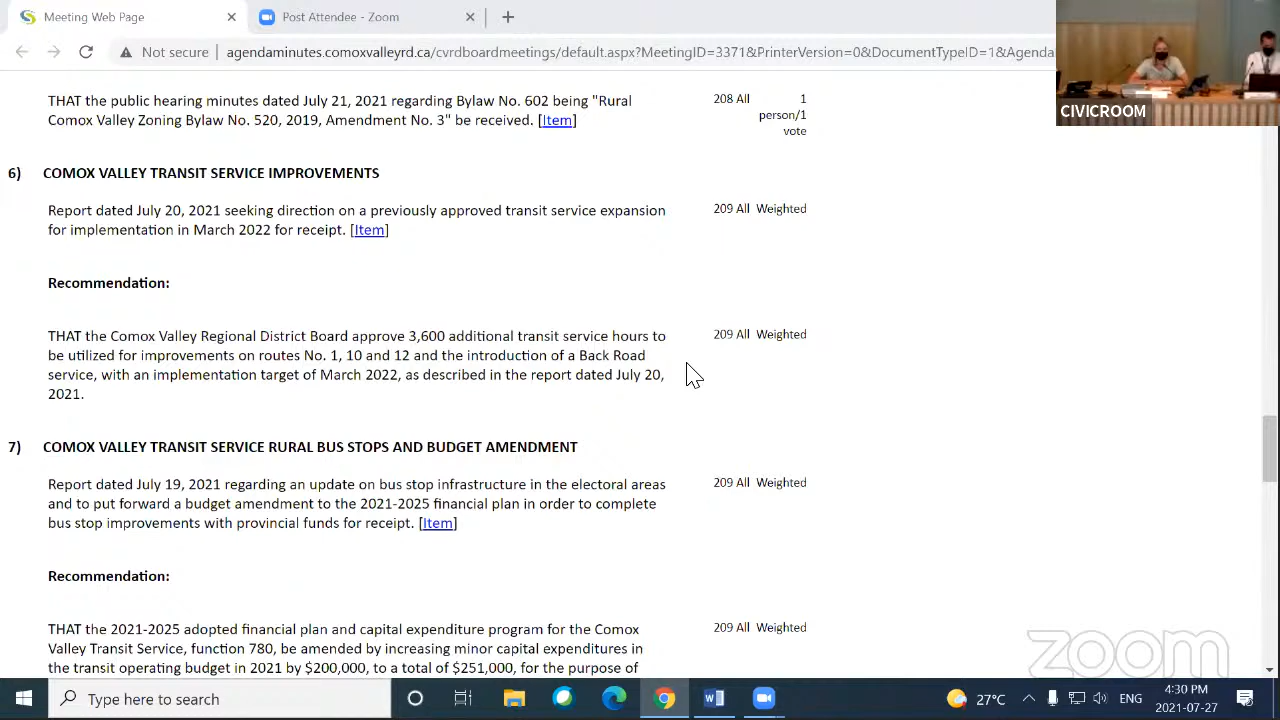 Meeting Web Page
Post Attendee - Zoom
Not secure
agendaminutes.comoxvalleyrd.ca/cvrdboardmeetings/default.aspx?MeetingID=3371&PrinterVersion=0&DocumentTypeID=1&Agenda
CIVICROOM
THAT the public hearing minutes dated July 21, 2021 regarding Bylaw No. 602 being "Rural
Comox Valley Zoning Bylaw No. 520, 2019, Amendment No. 3" be received. [Item]
208 All 1
person/1
vote
6) COMOX VALLEY TRANSIT SERVICE IMPROVEMENTS
Report dated July 20, 2021 seeking direction on a previously approved transit service expansion
for implementation in March 2022 for receipt. [Item]
209 All Weighted
Recommendation:
THAT the Comox Valley Regional District Board approve 3,600 additional transit service hours to
be utilized for improvements on routes No. 1, 10 and 12 and the introduction of a Back Road
service, with an implementation target of March 2022, as described in the report dated July 20,
2021.
209 All Weighted
7) COMOX VALLEY TRANSIT SERVICE RURAL BUS STOPS AND BUDGET AMENDMENT
Report dated July 19, 2021 regarding an update on bus stop infrastructure in the electoral areas
and to put forward a budget amendment to the 2021-2025 financial plan in order to complete
bus stop improvements with provincial funds for receipt. [Item]
209 All Weighted
Recommendation:
THAT the 2021-2025 adopted financial plan and capital expenditure program for the Comox
Valley Transit Service, function 780, be amended by increasing minor capital expenditures in
the transit operating budget in 2021 by $200,000, to a total of $251,000, for the purpose of
209 All Weighted
zoom
Type here to search
27°C
ENG
4:30 PM
2021-07-27